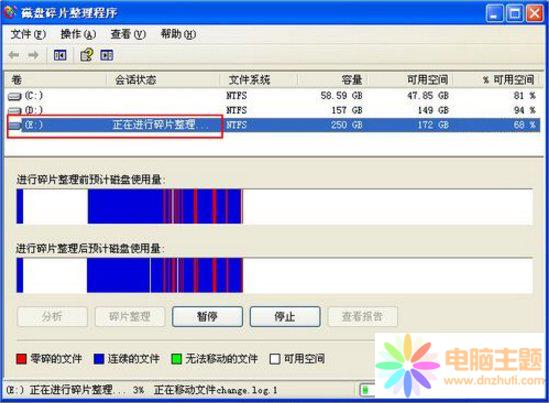 磁盘碎片整理程序
文件(F) 操作(A) 查看(V) 帮助(H)
卷 会话状态 文件系统 容量 可用空间 % 可用空间
(C:) NTFS 58.59 GB 47.85 GB 81 %
(D:) NTFS 157 GB 149 GB 94 %
(E:) 正在进行碎片整理... NTFS 250 GB 172 GB 68 %
进行碎片整理前预计磁盘使用量:
进行碎片整理后预计磁盘使用量:
分析 碎片整理 暂停 停止 查看报告
零碎的文件 连续的文件 无法移动的文件 可用空间
(E:) 正在进行碎片整理... 3% 正在移动文件change.log.1
电脑主题
www.dnzhuti.com